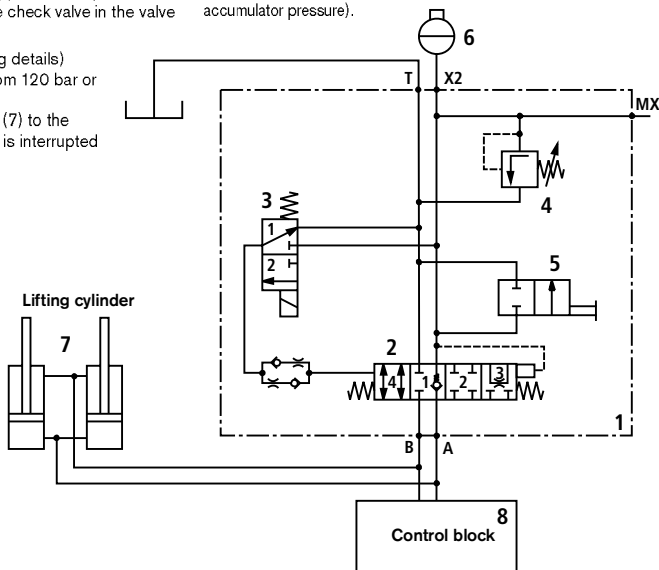 e check valve in the valve
accumulator pressure).
g details)
om 120 bar or
(7) to the
is interrupted
6
T
X2
MX
3
1
2
4
5
Lifting cylinder
7
2
4
1
2
3
1
B
A
8
Control block